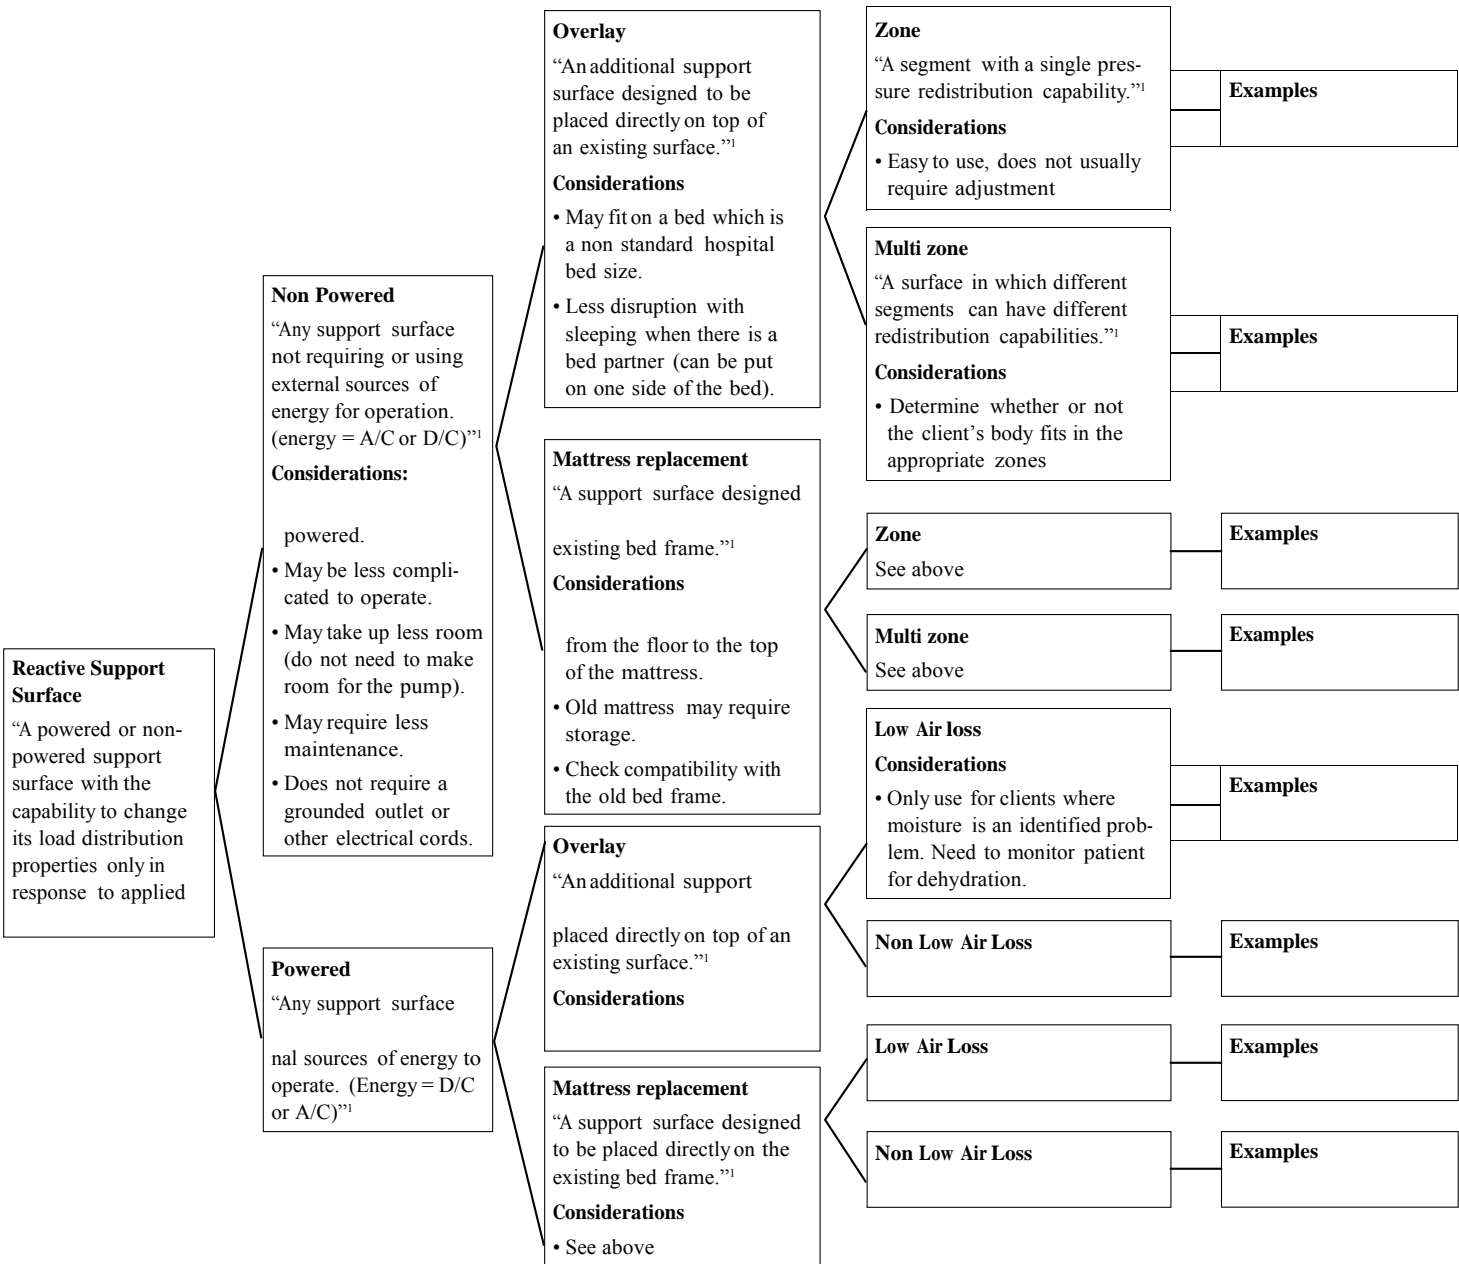 Reactive Support
Surface
“A powered or non-
powered support
surface with the
capability to change
its load distribution
properties only in
response to applied
Non Powered
“Any support surface
not requiring or using
external sources of
energy for operation.
(energy = A/C or D/C)”1
Considerations:
powered.
• May be less compli-
cated to operate.
• May take up less room
(do not need to make
room for the pump).
• May require less
maintenance.
• Does not require a
grounded outlet or
other electrical cords.
Powered
“Any support surface
nal sources of energy to
operate. (Energy = D/C
or A/C)”1
Overlay
“An additional support
surface designed to be
placed directly on top of
an existing surface.”1
Considerations
• May fit on a bed which is
a non standard hospital
bed size.
• Less disruption with
sleeping when there is a
bed partner (can be put
on one side of the bed).
Mattress replacement
“A support surface designed
existing bed frame.”1
Considerations
from the floor to the top
of the mattress.
• Old mattress may require
storage.
• Check compatibility with
the old bed frame.
Overlay
“An additional support
placed directly on top of an
existing surface.”1
Considerations
Mattress replacement
“A support surface designed
to be placed directly on the
existing bed frame.”1
Considerations
• See above
Zone
“A segment with a single pres-
sure redistribution capability.”1
Considerations
• Easy to use, does not usually
require adjustment
Examples
Multi zone
“A surface in which different
segments can have different
redistribution capabilities.”1
Considerations
• Determine whether or not
the client’s body fits in the
appropriate zones
Examples
Zone
See above
Examples
Multi zone
See above
Examples
Low Air loss
Considerations
• Only use for clients where
moisture is an identified prob-
lem. Need to monitor patient
for dehydration.
Examples
Non Low Air Loss
Examples
Low Air Loss
Examples
Non Low Air Loss
Examples